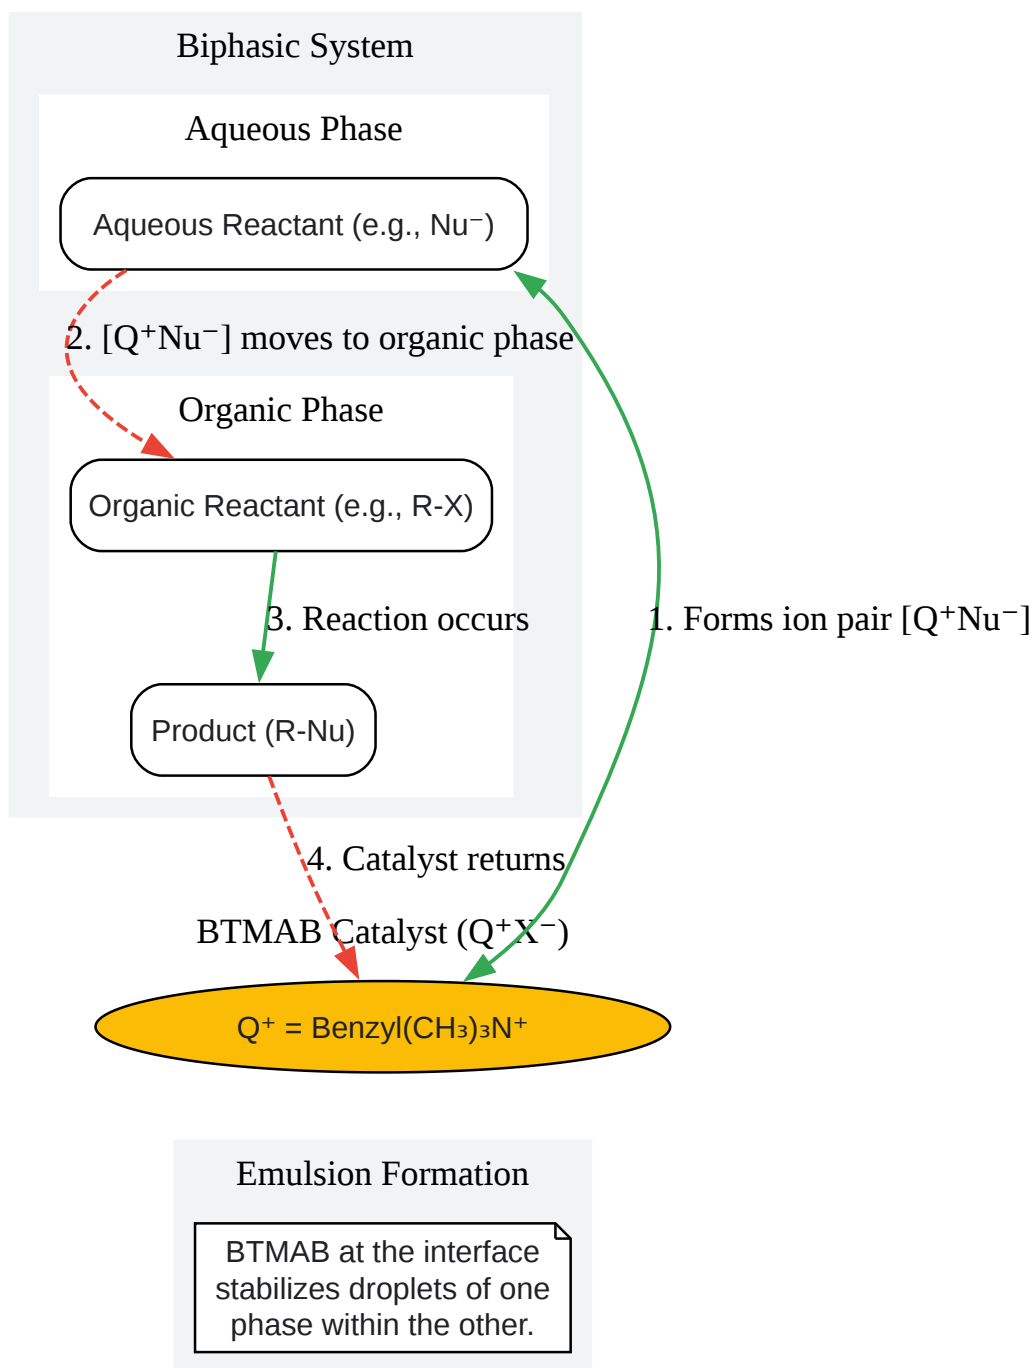 Biphasic System
Aqueous Phase
Aqueous Reactant (e.g., Nu⁻)
2. [Q⁺Nu⁻] moves to organic phase
Organic Phase
Organic Reactant (e.g., R-X)
3. Reaction occurs
1. Forms ion pair [Q⁺Nu⁻]
Product (R-Nu)
4. Catalyst returns
BTMAB Catalyst (Q⁺X⁻)
Q⁺ = Benzyl(CH₃)₃N⁺
Emulsion Formation
BTMAB at the interface
stabilizes droplets of one
phase within the other.